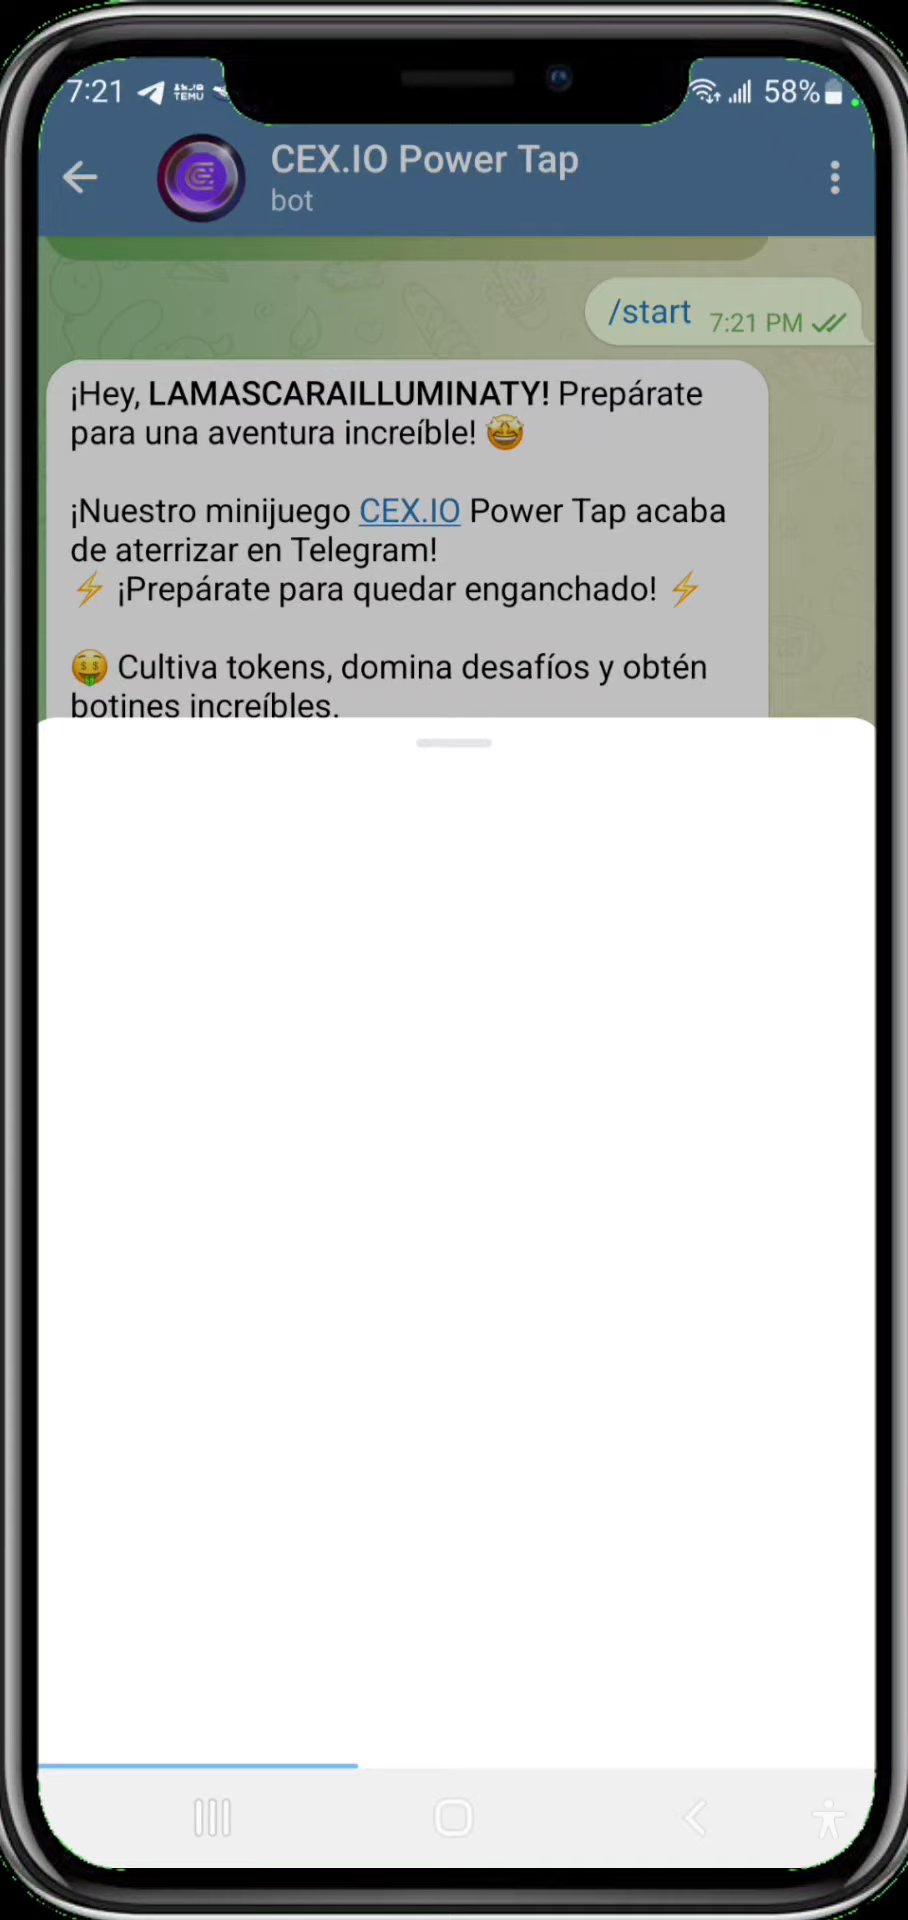 7:21
TEMU
58%
CEX.IO Power Tap
bot
/start 7:21 PM
¡Hey, LAMASCARAILLUMINATY! Prepárate
para una aventura increíble! 🤩
¡Nuestro minijuego CEX.IO Power Tap acaba
de aterrizar en Telegram!
⚡ ¡Prepárate para quedar enganchado! ⚡
🤑 Cultiva tokens, domina desafíos y obtén
botines increíbles.